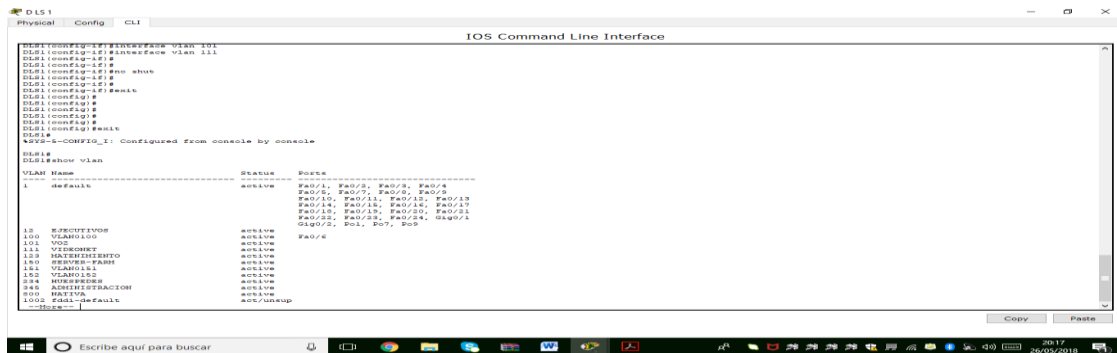 DLS1
Physical Config CLI
IOS Command Line Interface
DLS1(config-if)#interface vlan 101
DLS1(config-if)#interface vlan 111
DLS1(config-if)#
DLS1(config-if)#no shut
DLS1(config-if)#
DLS1(config-if)#exit
DLS1(config)#
DLS1(config)#
DLS1(config)#
DLS1(config)#
DLS1(config)#exit
DLS1#
%SYS-5-CONFIG_I: Configured from console by console
DLS1#
DLS1#show vlan
VLAN Name Status Ports
---- -------------------------------- --------- -------------------------------
1 default active Fa0/1, Fa0/2, Fa0/3, Fa0/4
Fa0/5, Fa0/7, Fa0/8, Fa0/9
Fa0/10, Fa0/11, Fa0/12, Fa0/13
Fa0/14, Fa0/15, Fa0/16, Fa0/17
Fa0/18, Fa0/19, Fa0/20, Fa0/21
Fa0/22, Fa0/23, Fa0/24, Gig0/1
Gig0/2, Po1, Po7, Po9
12 EJECUTIVOS active
100 VLAN0100 active Fa0/6
101 VOZ active
111 VIDEONET active
123 MATENIMIENTO active
150 SERVER-FARM active
151 VLAN0151 active
152 VLAN0152 active
234 HUESPEDES active
345 ADMINISTRACION active
800 NATIVA active
1002 fddi-default act/unsup
--More--
Copy Paste
Escribe aquí para buscar
20:17
26/05/2018